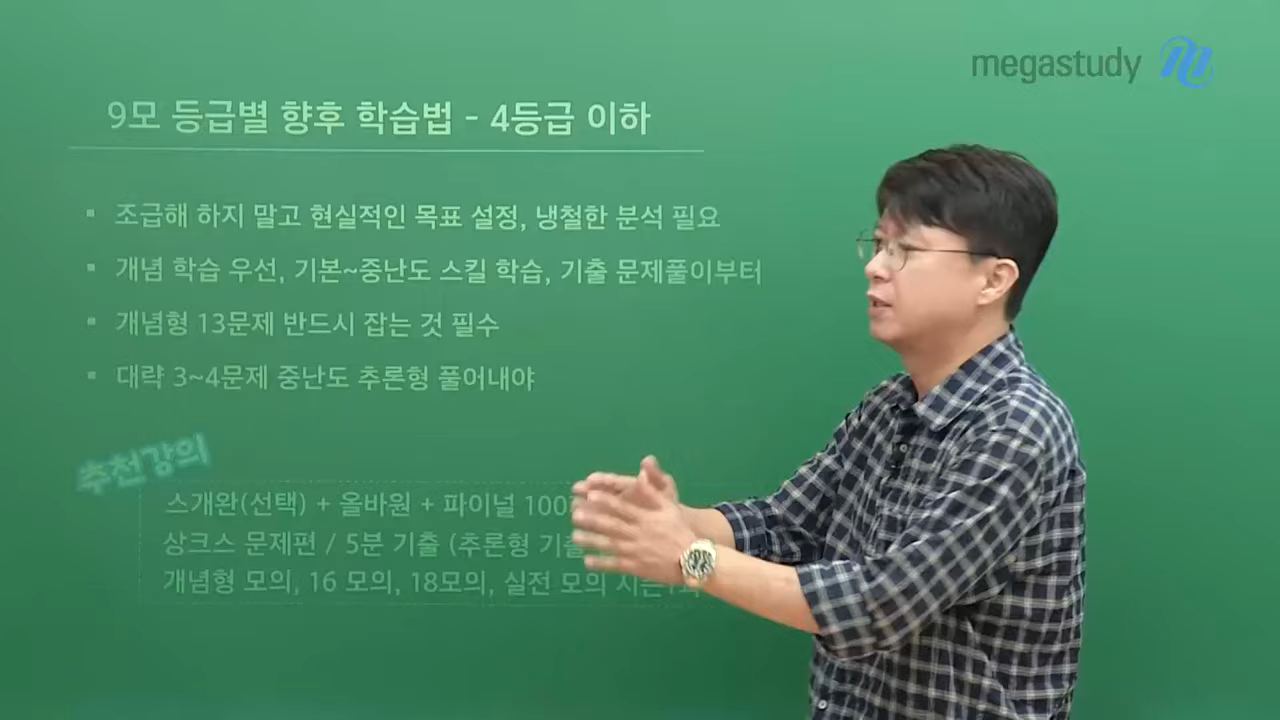 megastudy
9모 등급별 향후 학습법 - 4등급 이하
▪ 조급해 하지 말고 현실적인 목표 설정, 냉철한 분석 필요
▪ 개념 학습 우선, 기본~중난도 스킬 학습, 기출 문제풀이부터
▪ 개념형 13문제 반드시 잡는 것 필수
▪ 대략 3~4문제 중난도 추론형 풀어내야
추천강의
스개완(선택) + 올바원 + 파이널 100
상크스 문제편 / 5분 기출 (추론형 기출
개념형 모의, 16 모의, 18모의, 실전 모의